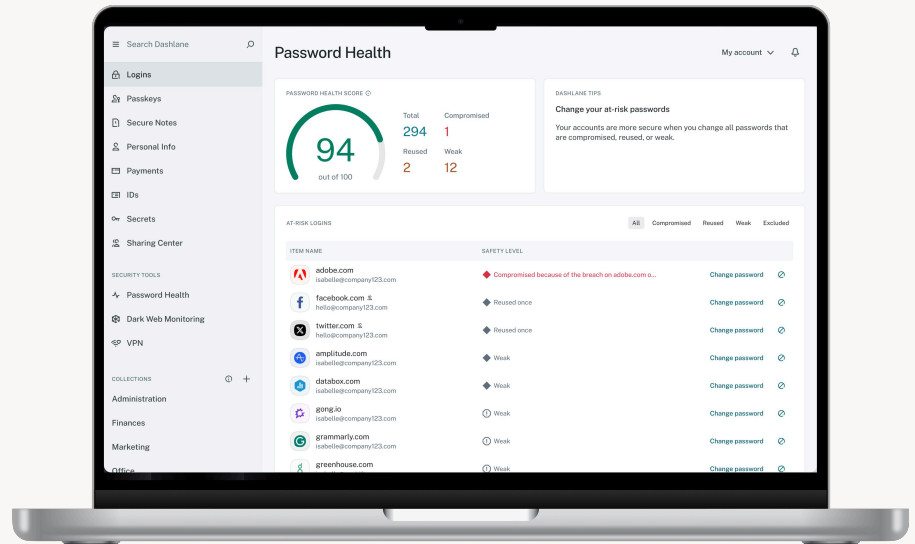 Search Dashlane
Logins
Passkeys
Secure Notes
Personal Info
Payments
IDs
Secrets
Sharing Center
SECURITY TOOLS
Password Health
Dark Web Monitoring
VPN
COLLECTIONS
Administration
Finances
Marketing
Office
Password Health
My account
PASSWORD HEALTH SCORE
94
out of 100
Total
294
Compromised
1
Reused
2
Weak
12
DASHLANE TIPS
Change your at-risk passwords
Your accounts are more secure when you change all passwords that
are compromised, reused, or weak.
AT-RISK LOGINS
All Compromised Reused Weak Excluded
ITEM NAME SAFETY LEVEL
adobe.com
isabelle@company123.com
Compromised because of the breach on adobe.com o...
Change password
facebook.com
hello@company123.com
Reused once
Change password
twitter.com
hello@company123.com
Reused once
Change password
amplitude.com
isabelle@company123.com
Weak
Change password
databox.com
isabelle@company123.com
Weak
Change password
gong.io
isabelle@company123.com
Weak
Change password
grammarly.com
isabelle@company123.com
Weak
Change password
greenhouse.com
Weak
Change password